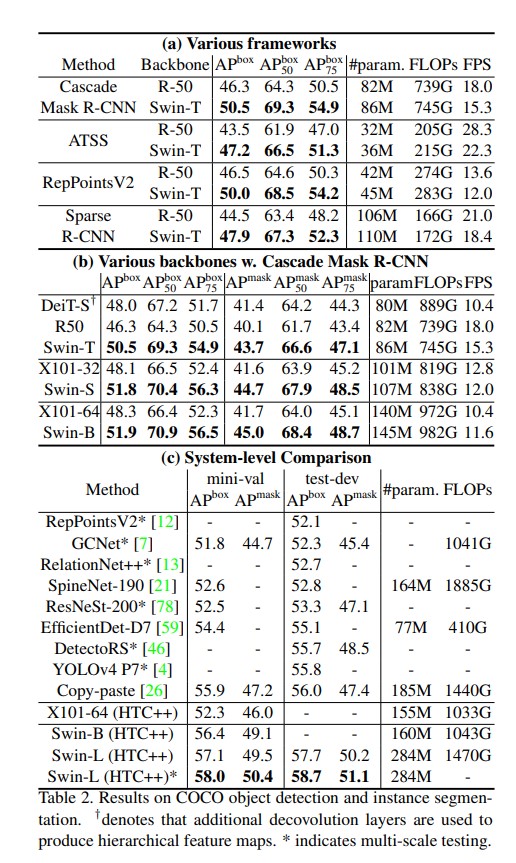 (a) Various frameworks
Method Backbone AP^box AP^box_50 AP^box_75 #param. FLOPs FPS
Cascade R-50 46.3 64.3 50.5 82M 739G 18.0
Mask R-CNN Swin-T 50.5 69.3 54.9 86M 745G 15.3
ATSS R-50 43.5 61.9 47.0 32M 205G 28.3
Swin-T 47.2 66.5 51.3 36M 215G 22.3
RepPointsV2 R-50 46.5 64.6 50.3 42M 274G 13.6
Swin-T 50.0 68.5 54.2 45M 283G 12.0
Sparse R-50 44.5 63.4 48.2 106M 166G 21.0
R-CNN Swin-T 47.9 67.3 52.3 110M 172G 18.4
(b) Various backbones w. Cascade Mask R-CNN
AP^box AP^box_50 AP^box_75 AP^mask AP^mask_50 AP^mask_75 param FLOPs FPS
DeiT-S† 48.0 67.2 51.7 41.4 64.2 44.3 80M 889G 10.4
R50 46.3 64.3 50.5 40.1 61.7 43.4 82M 739G 18.0
Swin-T 50.5 69.3 54.9 43.7 66.6 47.1 86M 745G 15.3
X101-32 48.1 66.5 52.4 41.6 63.9 45.2 101M 819G 12.8
Swin-S 51.8 70.4 56.3 44.7 67.9 48.5 107M 838G 12.0
X101-64 48.3 66.4 52.3 41.7 64.0 45.1 140M 972G 10.4
Swin-B 51.9 70.9 56.5 45.0 68.4 48.7 145M 982G 11.6
(c) System-level Comparison
Method mini-val test-dev #param. FLOPs
AP^box AP^mask AP^box AP^mask
RepPointsV2* [12] - - 52.1 - - -
GCNet* [7] 51.8 44.7 52.3 45.4 - 1041G
RelationNet++* [13] - - 52.7 - - -
SpineNet-190 [21] 52.6 - 52.8 - 164M 1885G
ResNeSt-200* [78] 52.5 - 53.3 47.1 - -
EfficientDet-D7 [59] 54.4 - 55.1 - 77M 410G
DetectoRS* [46] - - 55.7 48.5 - -
YOLOv4 P7* [4] - - 55.8 - - -
Copy-paste [26] 55.9 47.2 56.0 47.4 185M 1440G
X101-64 (HTC++) 52.3 46.0 - - 155M 1033G
Swin-B (HTC++) 56.4 49.1 - - 160M 1043G
Swin-L (HTC++) 57.1 49.5 57.7 50.2 284M 1470G
Swin-L (HTC++)* 58.0 50.4 58.7 51.1 284M -
Table 2. Results on COCO object detection and instance segmen-
tation. †denotes that additional decovolution layers are used to
produce hierarchical feature maps. * indicates multi-scale testing.